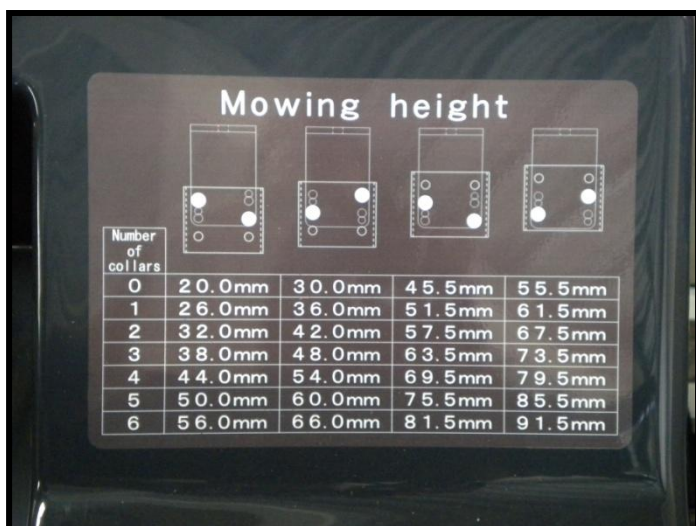 Mowing height
Number
of
collars
0 20.0mm 30.0mm 45.5mm 55.5mm
1 26.0mm 36.0mm 51.5mm 61.5mm
2 32.0mm 42.0mm 57.5mm 67.5mm
3 38.0mm 48.0mm 63.5mm 73.5mm
4 44.0mm 54.0mm 69.5mm 79.5mm
5 50.0mm 60.0mm 75.5mm 85.5mm
6 56.0mm 66.0mm 81.5mm 91.5mm